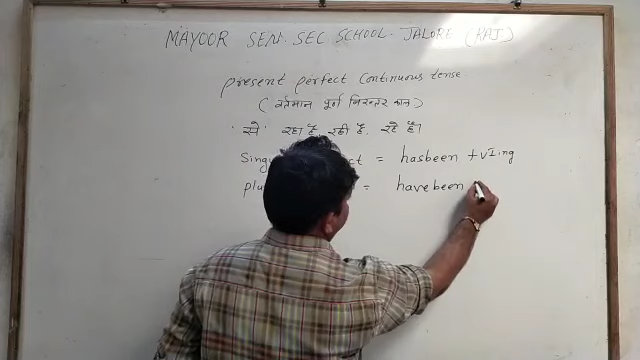 MAYOOR SEN. SEC SCHOOL. JALORE (RAJ)
present perfect continuous tense
(वर्तमान पूर्ण निरन्तर काल)
'से' रहा है, रही है, रहे है।
= hasbeen + VIing
= havebeen